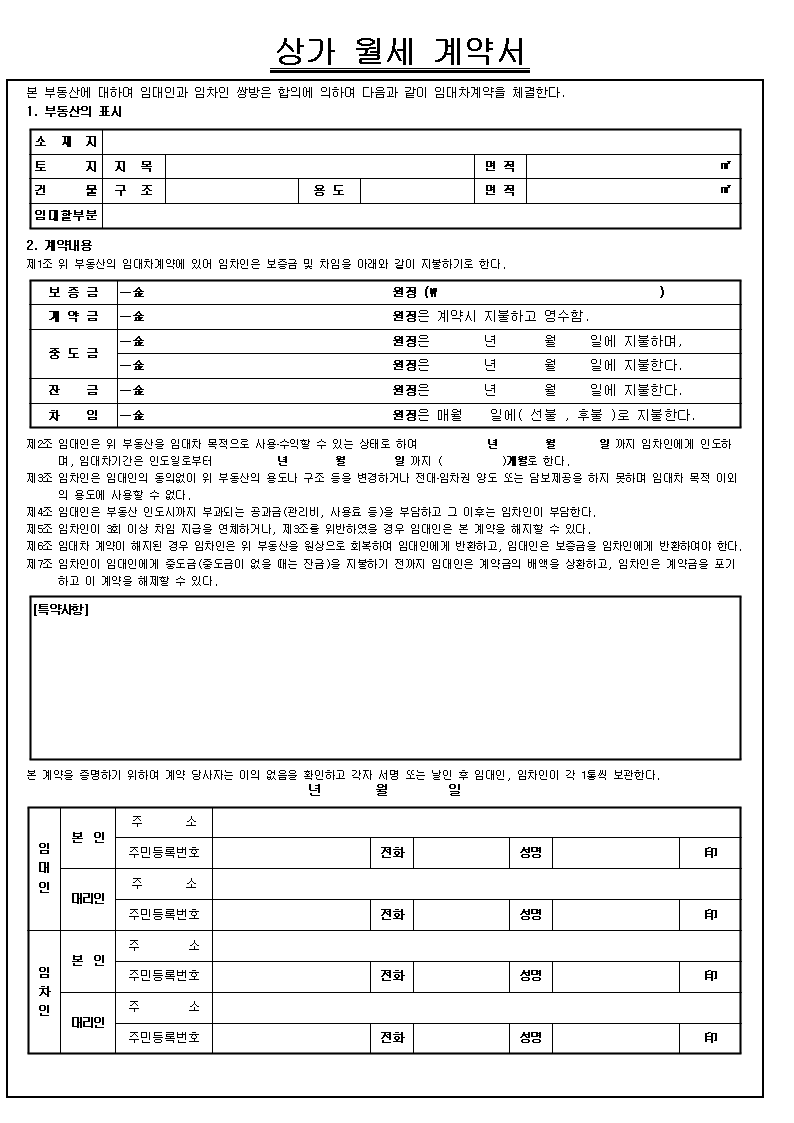 상가 월세 계약서
본 부동산에 대하여 임대인과 임차인 쌍방은 합의에 의하여 다음과 같이 임대차계약을 체결한다.
1. 부동산의 표시
소 재 지
토 지 지 목 면 적 ㎡
건 물 구 조 용 도 면 적 ㎡
임대할부분
2. 계약내용
제1조 위 부동산의 임대차계약에 있어 임차인은 보증금 및 차임을 아래와 같이 지불하기로 한다.
보 증 금 一金 원정 (₩ )
계 약 금 一金 원정은 계약시 지불하고 영수함.
중 도 금 一金 원정은 년 월 일에 지불하며,
一金 원정은 년 월 일에 지불한다.
잔 금 一金 원정은 년 월 일에 지불한다.
차 임 一金 원정은 매월 일에( 선불 , 후불 )로 지불한다.
제2조 임대인은 위 부동산을 임대차 목적으로 사용·수익할 수 있는 상태로 하여 년 월 일 까지 임차인에게 인도하
며, 임대차기간은 인도일로부터 년 월 일 까지 ( )개월로 한다.
제3조 임차인은 임대인의 동의없이 위 부동산의 용도나 구조 등을 변경하거나 전대·임차권 양도 또는 담보제공을 하지 못하며 임대차 목적 이외
의 용도에 사용할 수 없다.
제4조 임대인은 부동산 인도시까지 부과되는 공과금(관리비, 사용료 등)을 부담하고 그 이후는 임차인이 부담한다.
제5조 임차인이 3회 이상 차임 지급을 연체하거나, 제3조를 위반하였을 경우 임대인은 본 계약을 해지할 수 있다.
제6조 임대차 계약이 해지된 경우 임차인은 위 부동산을 원상으로 회복하여 임대인에게 반환하고, 임대인은 보증금을 임차인에게 반환하여야 한다.
제7조 임차인이 임대인에게 중도금(중도금이 없을 때는 잔금)을 지불하기 전까지 임대인은 계약금의 배액을 상환하고, 임차인은 계약금을 포기
하고 이 계약을 해제할 수 있다.
[특약사항]
본 계약을 증명하기 위하여 계약 당사자는 이의 없음을 확인하고 각자 서명 또는 날인 후 임대인, 임차인이 각 1통씩 보관한다.
년 월 일
임대인 본 인 주 소
주민등록번호 전화 성명 印
대리인 주 소
주민등록번호 전화 성명 印
임차인 본 인 주 소
주민등록번호 전화 성명 印
대리인 주 소
주민등록번호 전화 성명 印